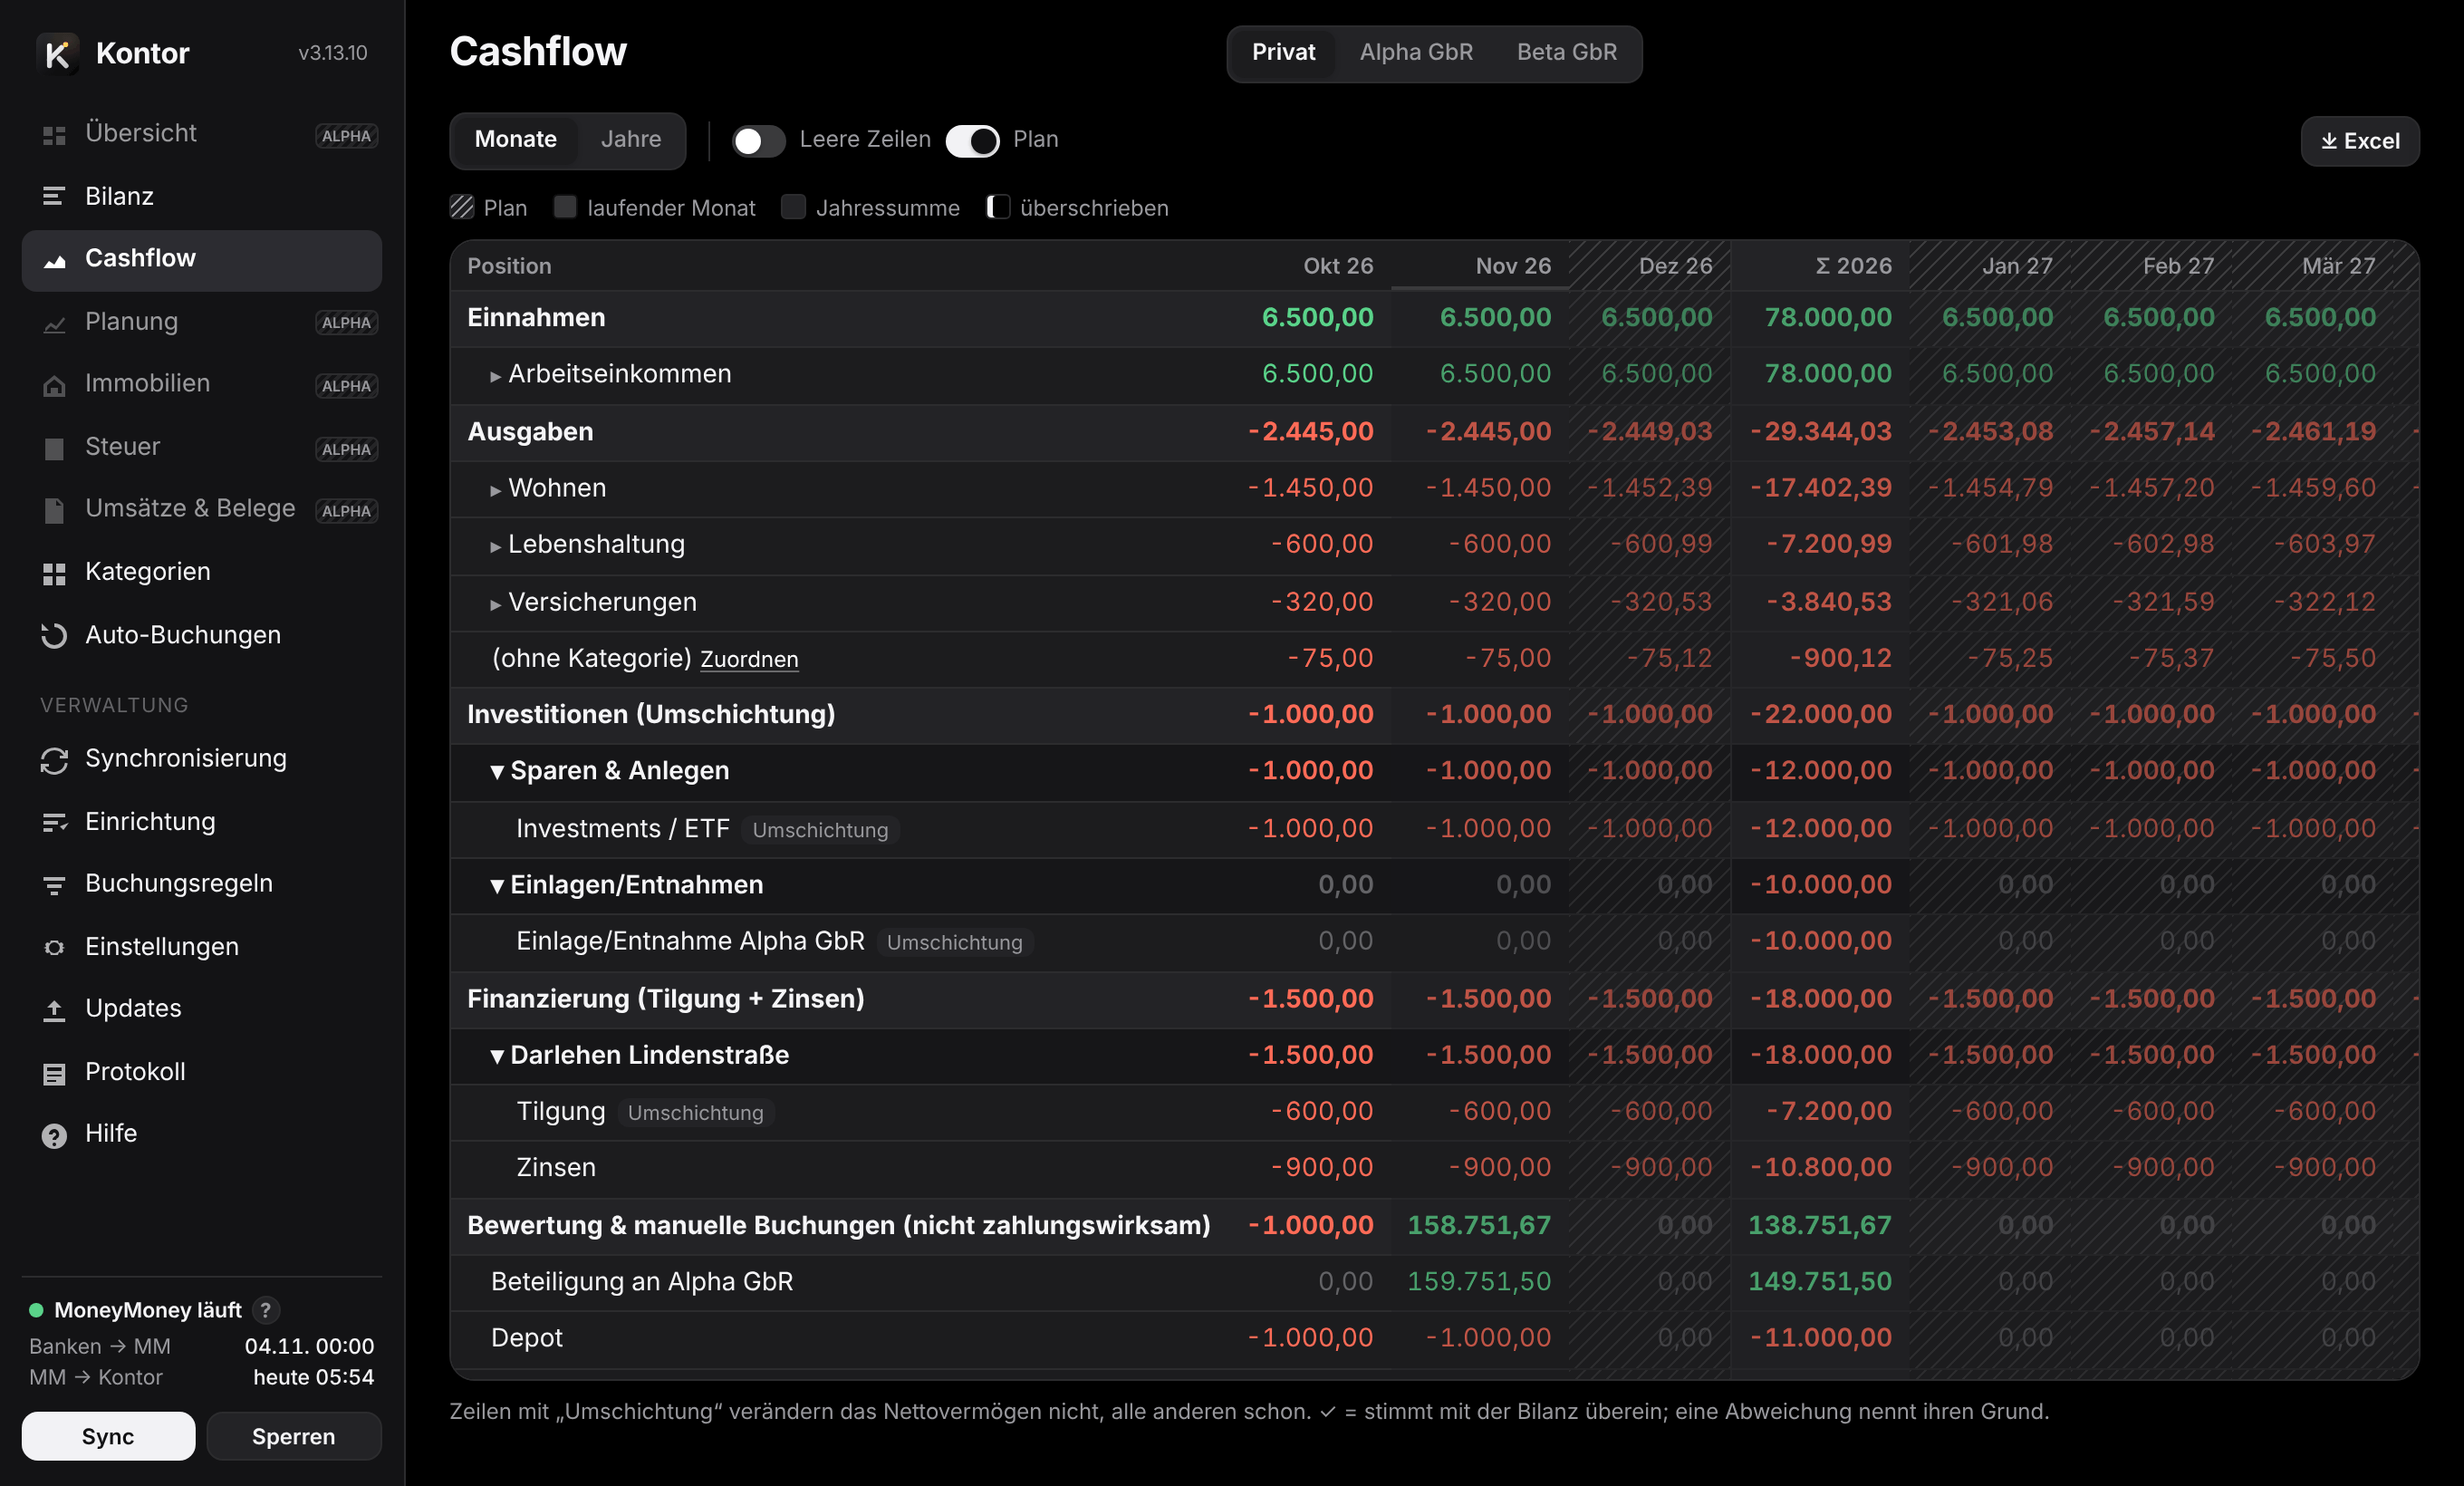 Kontor v3.13.10
Übersicht ALPHA
Bilanz
Cashflow
Planung ALPHA
Immobilien ALPHA
Steuer ALPHA
Umsätze & Belege ALPHA
Kategorien
Auto-Buchungen
VERWALTUNG
Synchronisierung
Einrichtung
Buchungsregeln
Einstellungen
Updates
Protokoll
Hilfe
MoneyMoney läuft ?
Banken → MM 04.11. 00:00
MM → Kontor heute 05:54
Sync Sperren
Cashflow
Privat Alpha GbR Beta GbR
Monate Jahre Leere Zeilen Plan Excel
Plan laufender Monat Jahressumme überschrieben
Position Okt 26 Nov 26 Dez 26 Σ 2026 Jan 27 Feb 27 Mär 27
Einnahmen 6.500,00 6.500,00 6.500,00 78.000,00 6.500,00 6.500,00 6.500,00
▸ Arbeitseinkommen 6.500,00 6.500,00 6.500,00 78.000,00 6.500,00 6.500,00 6.500,00
Ausgaben -2.445,00 -2.445,00 -2.449,03 -29.344,03 -2.453,08 -2.457,14 -2.461,19
▸ Wohnen -1.450,00 -1.450,00 -1.452,39 -17.402,39 -1.454,79 -1.457,20 -1.459,60
▸ Lebenshaltung -600,00 -600,00 -600,99 -7.200,99 -601,98 -602,98 -603,97
▸ Versicherungen -320,00 -320,00 -320,53 -3.840,53 -321,06 -321,59 -322,12
(ohne Kategorie) Zuordnen -75,00 -75,00 -75,12 -900,12 -75,25 -75,37 -75,50
Investitionen (Umschichtung) -1.000,00 -1.000,00 -1.000,00 -22.000,00 -1.000,00 -1.000,00 -1.000,00
▾ Sparen & Anlegen -1.000,00 -1.000,00 -1.000,00 -12.000,00 -1.000,00 -1.000,00 -1.000,00
Investments / ETF Umschichtung -1.000,00 -1.000,00 -1.000,00 -12.000,00 -1.000,00 -1.000,00 -1.000,00
▾ Einlagen/Entnahmen 0,00 0,00 0,00 -10.000,00 0,00 0,00 0,00
Einlage/Entnahme Alpha GbR Umschichtung 0,00 0,00 0,00 -10.000,00 0,00 0,00 0,00
Finanzierung (Tilgung + Zinsen) -1.500,00 -1.500,00 -1.500,00 -18.000,00 -1.500,00 -1.500,00 -1.500,00
▾ Darlehen Lindenstraße -1.500,00 -1.500,00 -1.500,00 -18.000,00 -1.500,00 -1.500,00 -1.500,00
Tilgung Umschichtung -600,00 -600,00 -600,00 -7.200,00 -600,00 -600,00 -600,00
Zinsen -900,00 -900,00 -900,00 -10.800,00 -900,00 -900,00 -900,00
Bewertung & manuelle Buchungen (nicht zahlungswirksam) -1.000,00 158.751,67 0,00 138.751,67 0,00 0,00 0,00
Beteiligung an Alpha GbR 0,00 159.751,50 0,00 149.751,50 0,00 0,00 0,00
Depot -1.000,00 -1.000,00 0,00 -11.000,00 0,00 0,00 0,00
Zeilen mit „Umschichtung“ verändern das Nettovermögen nicht, alle anderen schon. ✓ = stimmt mit der Bilanz überein; eine Abweichung nennt ihren Grund.